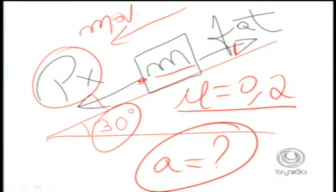 mov
fat
m
Px
μ = 0,2
30°
a = ?